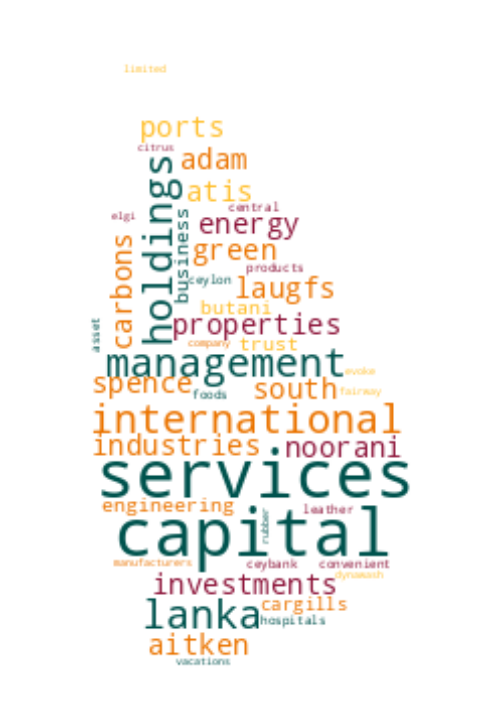 limited
ports
citrus
adam
holdings
atis
central
elgi
energy
business
green
carbons
products
ceylon
laugfs
butani
properties
asset
company
trust
management
evoke
spence
south
fairway
foods
international
industries
noorani
services
engineering
rubber
leather
capital
manufacturers
ceybank
convenient
dynawash
investments
cargills
lanka
hospitals
aitken
vacations